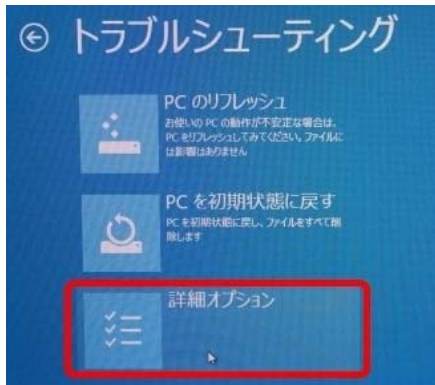 トラブルシューティング
PC のリフレッシュ
お使いの PC の動作が不安定な場合は、
PC をリフレッシュしてみてください。ファイルに
は影響はありません
PC を初期状態に戻す
PC を初期状態に戻し、ファイルをすべて削
除します
詳細オプション